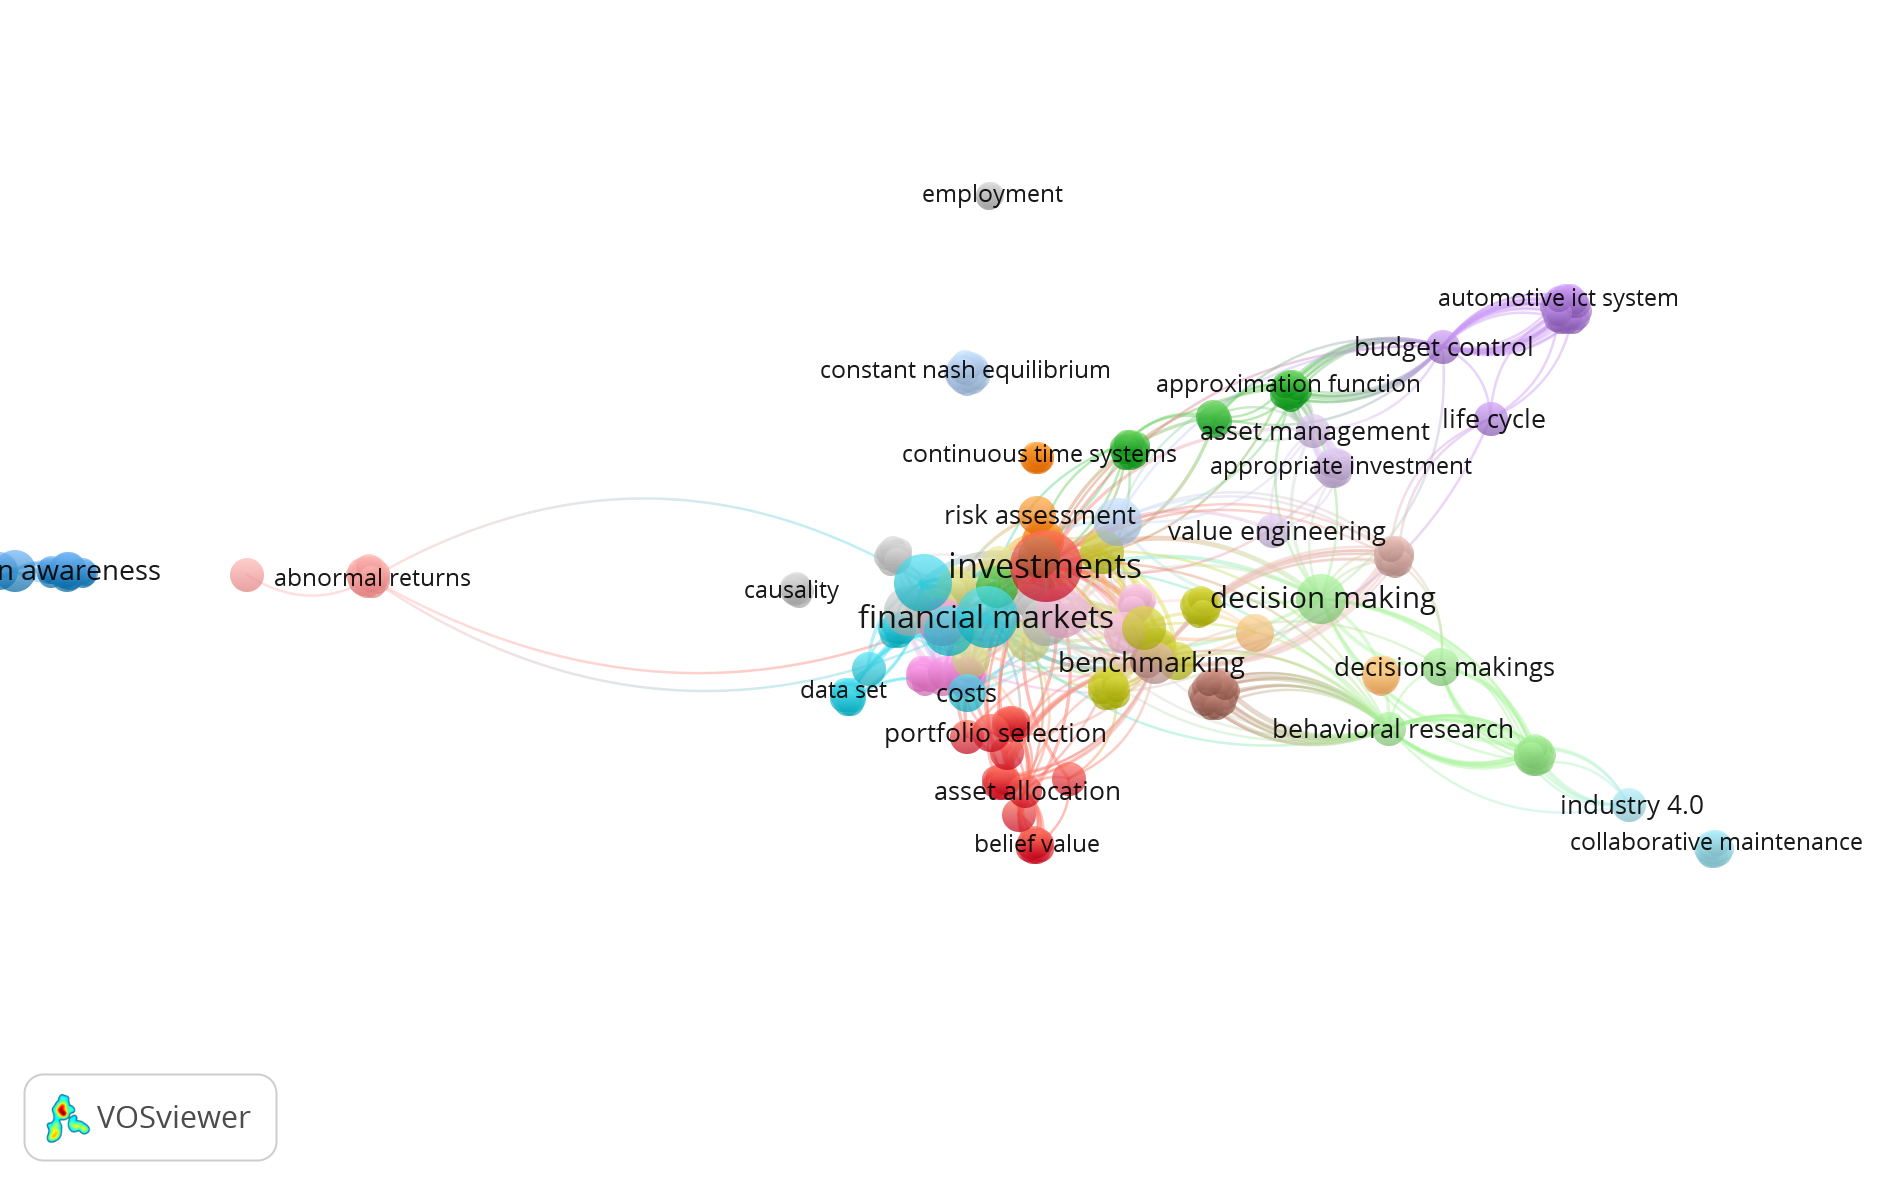 employment
automotive ict system
budget control
constant nash equilibrium
approximation function
life cycle
asset management
continuous time systems
appropriate investment
risk assessment
value engineering
investments
n awareness
abnormal returns
causality
decision making
financial markets
benchmarking
decisions makings
data set
costs
behavioral research
portfolio selection
asset allocation
industry 4.0
belief value
collaborative maintenance
VOSviewer